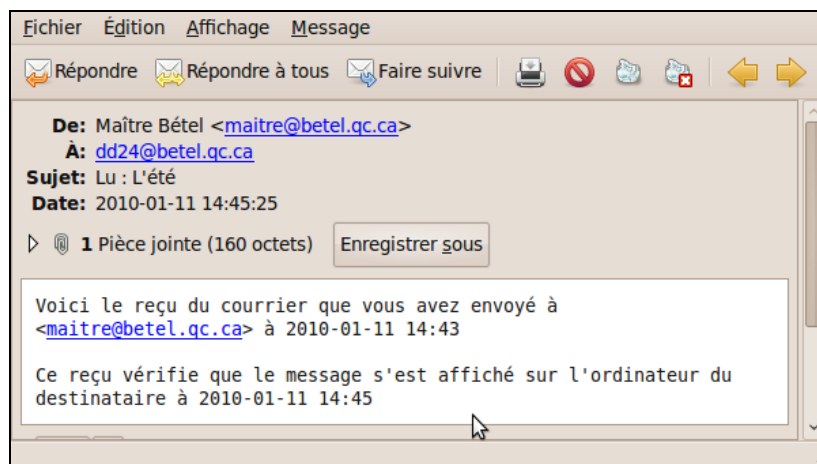 Fichier Édition Affichage Message
Répondre Répondre à tous Faire suivre
De: Maître Bétel <maitre@betel.qc.ca>
À: dd24@betel.qc.ca
Sujet: Lu : L'été
Date: 2010-01-11 14:45:25
1 Pièce jointe (160 octets) Enregistrer sous
Voici le reçu du courrier que vous avez envoyé à
<maitre@betel.qc.ca> à 2010-01-11 14:43
Ce reçu vérifie que le message s'est affiché sur l'ordinateur du
destinataire à 2010-01-11 14:45